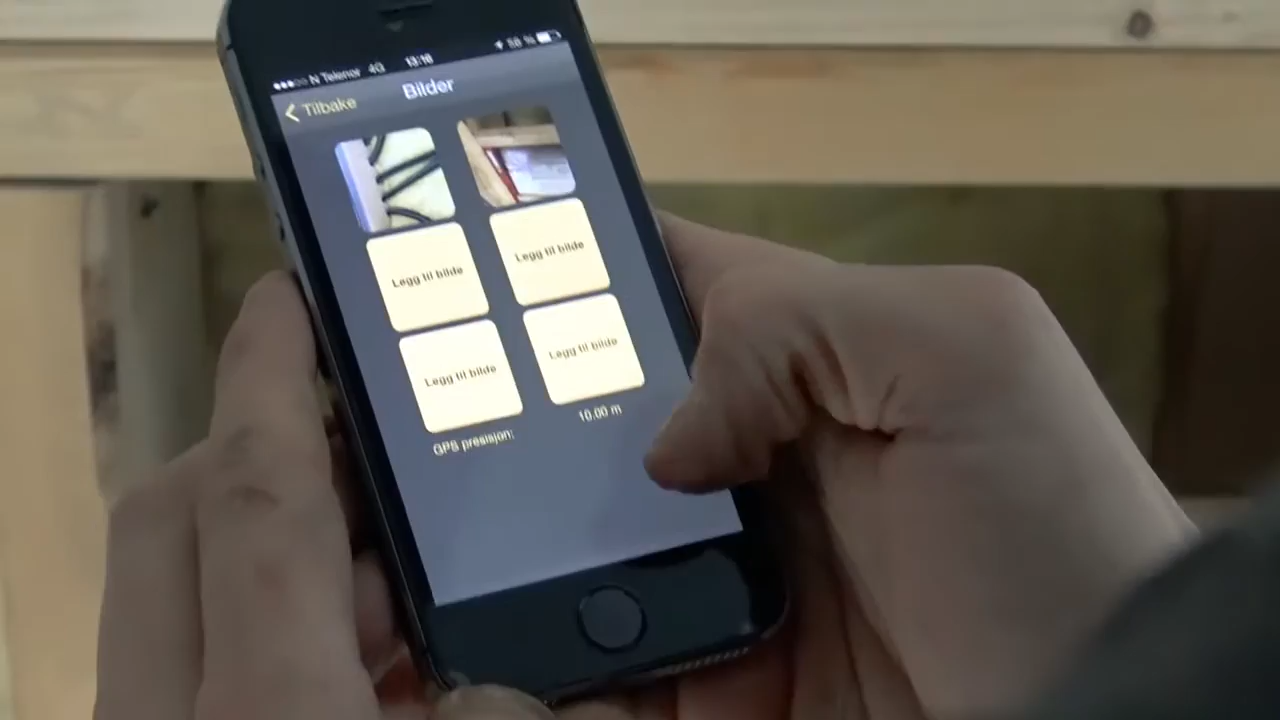 N Telenor 4G 13:16 58 %
Tilbake Bilder
Legg til bilde Legg til bilde
Legg til bilde Legg til bilde
GPS presisjon: 10.00 m